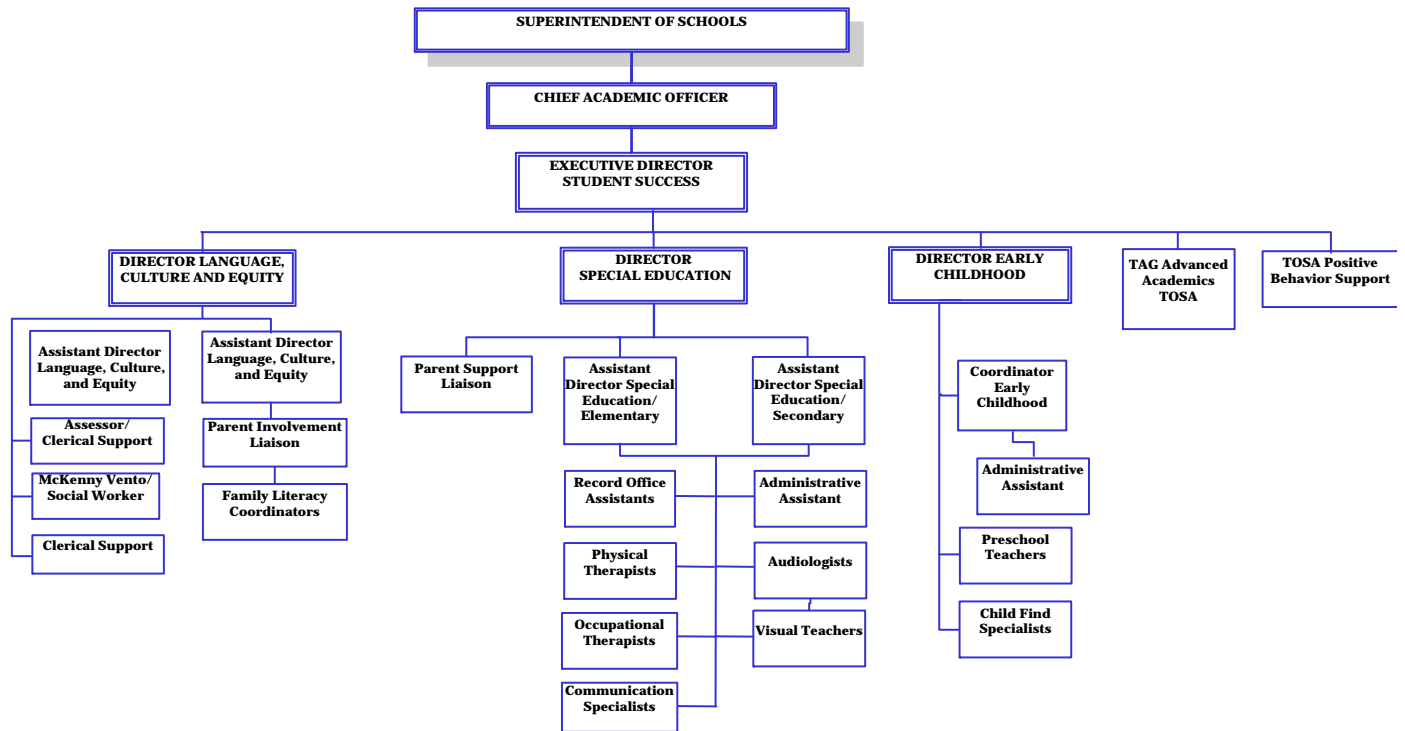 SUPERINTENDENT OF SCHOOLS
CHIEF ACADEMIC OFFICER
EXECUTIVE DIRECTOR
STUDENT SUCCESS
DIRECTOR LANGUAGE,
CULTURE AND EQUITY
DIRECTOR
SPECIAL EDUCATION
DIRECTOR EARLY
CHILDHOOD
TAG Advanced
Academics
TOSA
TOSA Positive
Behavior Support
Assistant Director
Language, Culture,
and Equity
Assistant Director
Language, Culture,
and Equity
Assessor/
Clerical Support
Parent Involvement
Liaison
McKenny Vento/
Social Worker
Family Literacy
Coordinators
Clerical Support
Parent Support
Liaison
Assistant
Director Special
Education/
Elementary
Assistant
Director Special
Education/
Secondary
Record Office
Assistants
Administrative
Assistant
Physical
Therapists
Audiologists
Occupational
Therapists
Visual Teachers
Communication
Specialists
Coordinator
Early
Childhood
Administrative
Assistant
Preschool
Teachers
Child Find
Specialists